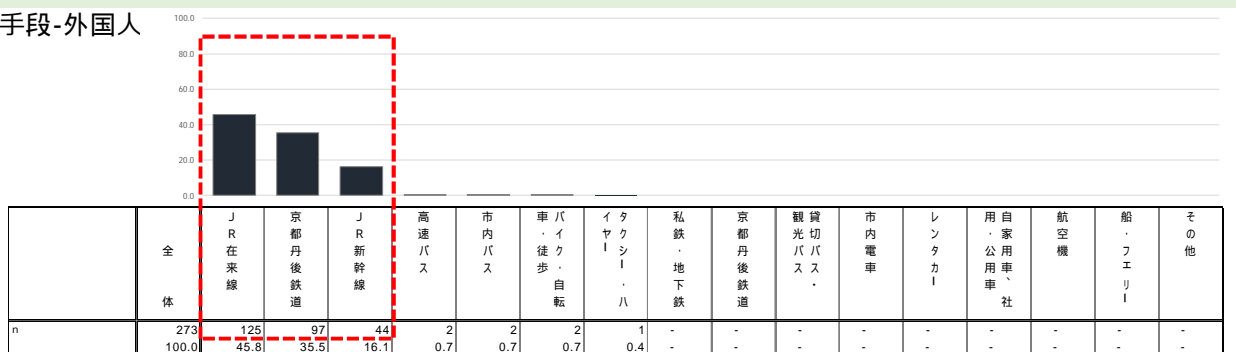 手段-外国人
100.0
80.0
60.0
40.0
20.0
0.0
全体
JR在来線
京都丹後鉄道
JR新幹線
高速バス
市内バス
バイク・自転車・徒歩
タクシー・ハイヤー
私鉄・地下鉄
京都丹後鉄道
貸切バス・観光バス
市内電車
レンタカー
自家用車、社用・公用車
航空機
船・フェリー
その他
n 273 125 97 44 2 2 2 1 - - - - - - - - -
100.0 45.8 35.5 16.1 0.7 0.7 0.7 0.4 - - - - - - - - -